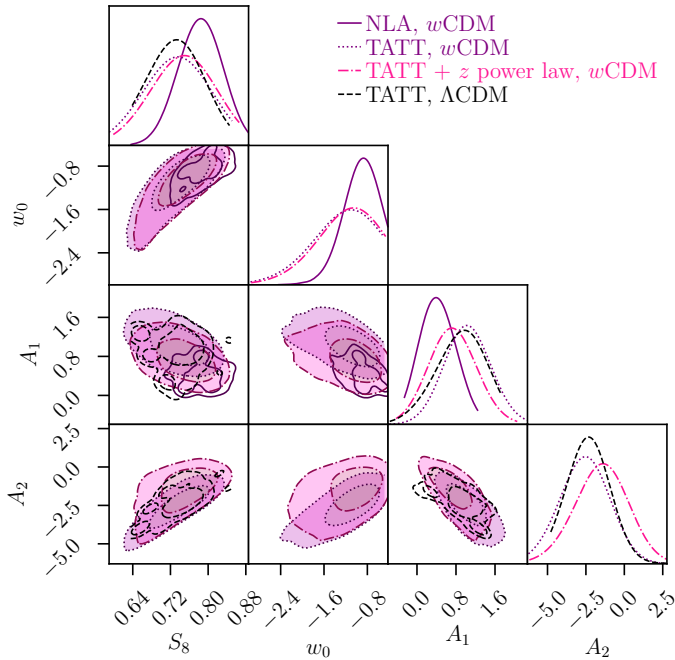 NLA, wCDM
TATT, wCDM
TATT + z power law, wCDM
TATT, ΛCDM
w₀
−0.8
−1.6
−2.4
A₁
1.6
0.8
0.0
A₂
2.5
0.0
−2.5
−5.0
0.64 0.72 0.80 0.88
−2.4 −1.6 −0.8
0.0 0.8 1.6
−5.0 −2.5 0.0 2.5
S₈ w₀ A₁ A₂